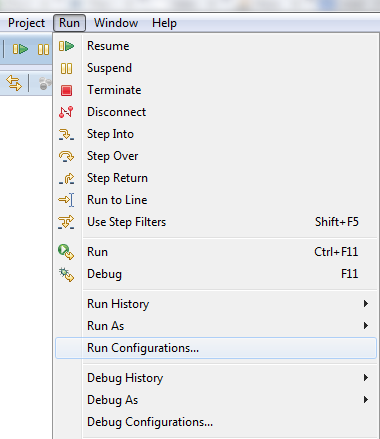 Project Run Window Help
Resume
Suspend
Terminate
Disconnect
Step Into
Step Over
Step Return
Run to Line
Use Step Filters Shift+F5
Run Ctrl+F11
Debug F11
Run History
Run As
Run Configurations...
Debug History
Debug As
Debug Configurations...